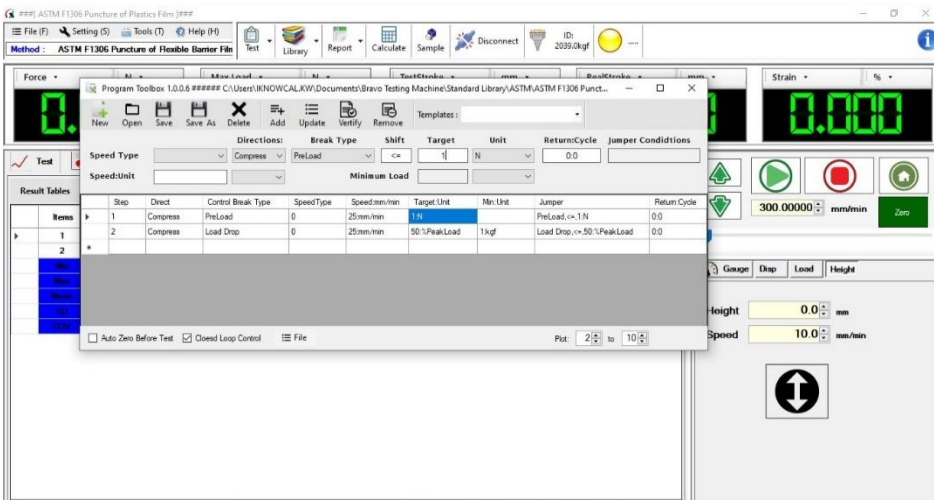 ###[ ASTM F1306 Puncture of Plastics Film ]###
File (F) Setting (S) Tools (T) Help (H)
Method : ASTM F1306 Puncture of Flexible Barrier Film
Test Library Report Calculate Sample Disconnect ID: 2039.0kgf ---
Force N Max Load N TestStroke mm RealStroke mm Strain %
0. 0.000
Program Toolbox 1.0.0.6 ###### C:\Users\IKNOWCAL.KW\Documents\Bravo Testing Machine\Standard Library\ASTM\ASTM F1306 Punct...
New Open Save Save As Delete Add Update Vertify Remove Templates :
Directions: Break Type Shift Target Unit Return:Cycle Jumper Condidtions
Speed Type Compress PreLoad <= 1 N 0:0
Speed:Unit Minimum Load
Step Direct Control Break Type SpeedType Speed:mm/min Target:Unit Min:Unit Jumper Return:Cycle
1 Compress PreLoad 0 25:mm/min 1:N PreLoad,<=,1:N 0:0
2 Compress Load Drop 0 25:mm/min 50:%PeakLoad 1:kgf Load Drop,<=,50:%PeakLoad 0:0
*
Auto Zero Before Test Cloesd Loop Control File Plot: 2 to 10
Test
Result Tables
Items
1
2
300.00000 mm/min Zero
Gauge Disp Load Height
Height 0.0 mm
Speed 10.0 mm/min